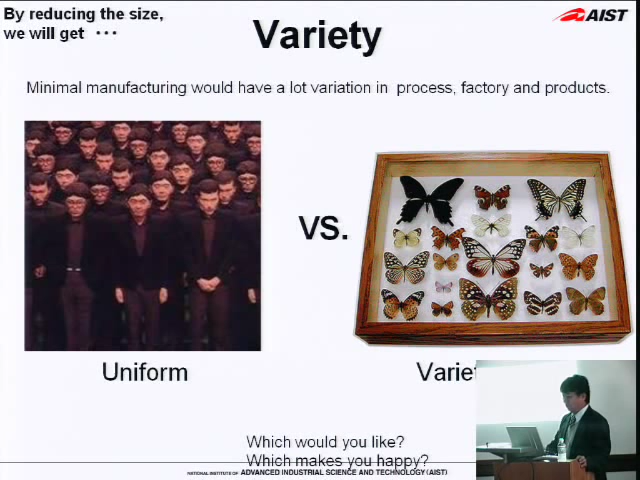 By reducing the size,
we will get ・・・
AIST
Variety
Minimal manufacturing would have a lot variation in process, factory and products.
VS.
Uniform
Which would you like?
Which makes you happy?
NATIONAL INSTITUTE OF ADVANCED INDUSTRIAL SCIENCE AND TECHNOLOGY (AIST)